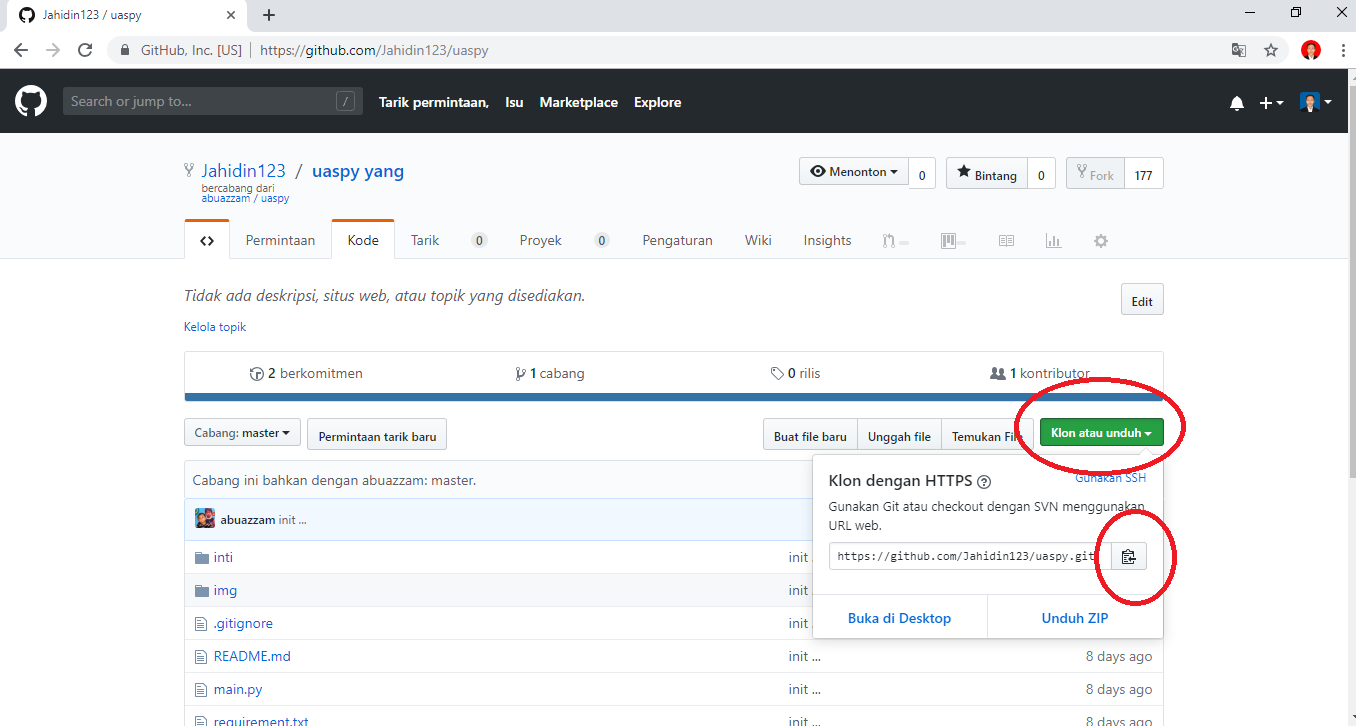 Jahidin123 / uaspy
GitHub, Inc. [US] https://github.com/Jahidin123/uaspy
Search or jump to... / Tarik permintaan, Isu Marketplace Explore
Jahidin123 / uaspy yang Menonton 0 Bintang 0 Fork 177
bercabang dari
abuazzam / uaspy
<> Permintaan Kode Tarik 0 Proyek 0 Pengaturan Wiki Insights
Tidak ada deskripsi, situs web, atau topik yang disediakan. Edit
Kelola topik
2 berkomitmen 1 cabang 0 rilis 1 kontributor
Cabang: master Permintaan tarik baru Buat file baru Unggah file Temukan Klon atau unduh
Cabang ini bahkan dengan abuazzam: master.
abuazzam init ...
Klon dengan HTTPS Gunakan SSH
Gunakan Git atau checkout dengan SVN menggunakan
URL web.
https://github.com/Jahidin123/uaspy.git
Buka di Desktop Unduh ZIP
inti init
img init
.gitignore init
README.md init ... 8 days ago
main.py init ... 8 days ago
requirement.txt init ... 8 days ago